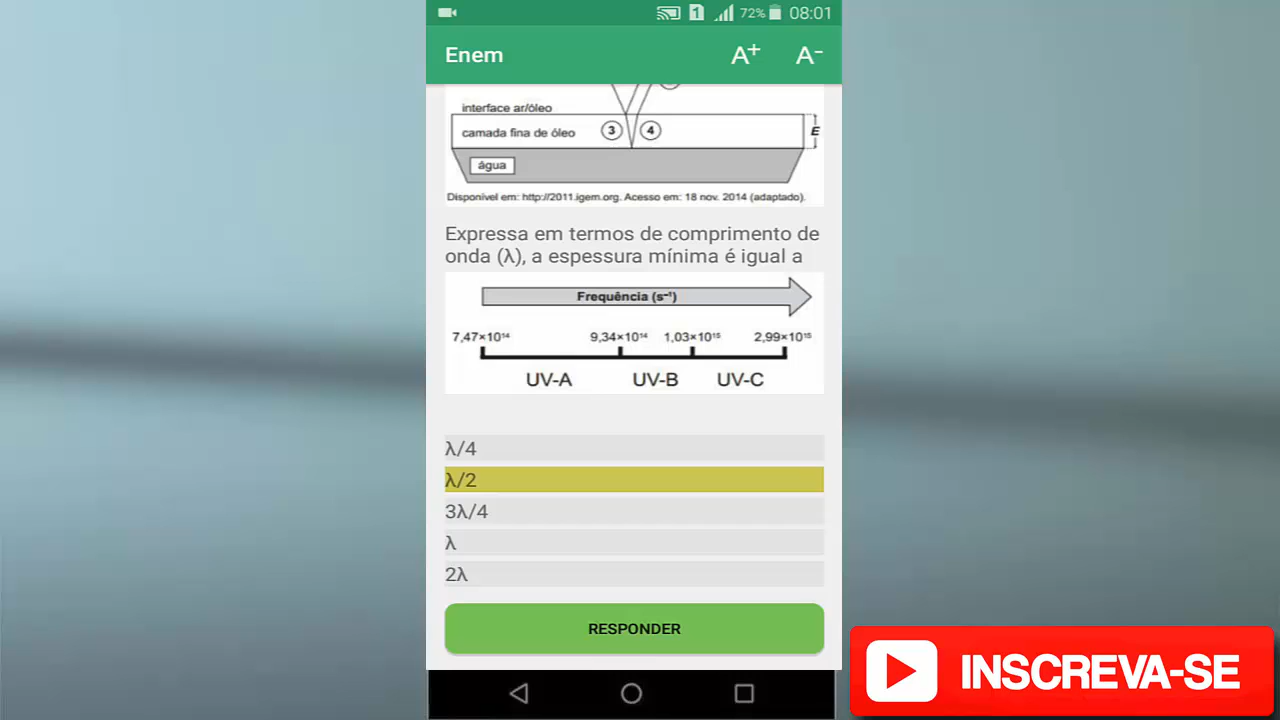 1 72% 08:01
Enem A+ A-
interface ar/óleo
camada fina de óleo 3 4 E
água
Disponível em: http://2011.igem.org. Acesso em: 18 nov. 2014 (adaptado).
Expressa em termos de comprimento de
onda (λ), a espessura mínima é igual a
Frequência (s⁻¹)
7,47×10¹⁴ 9,34×10¹⁴ 1,03×10¹⁵ 2,99×10¹⁵
UV-A UV-B UV-C
λ/4
λ/2
3λ/4
λ
2λ
RESPONDER
INSCREVA-SE